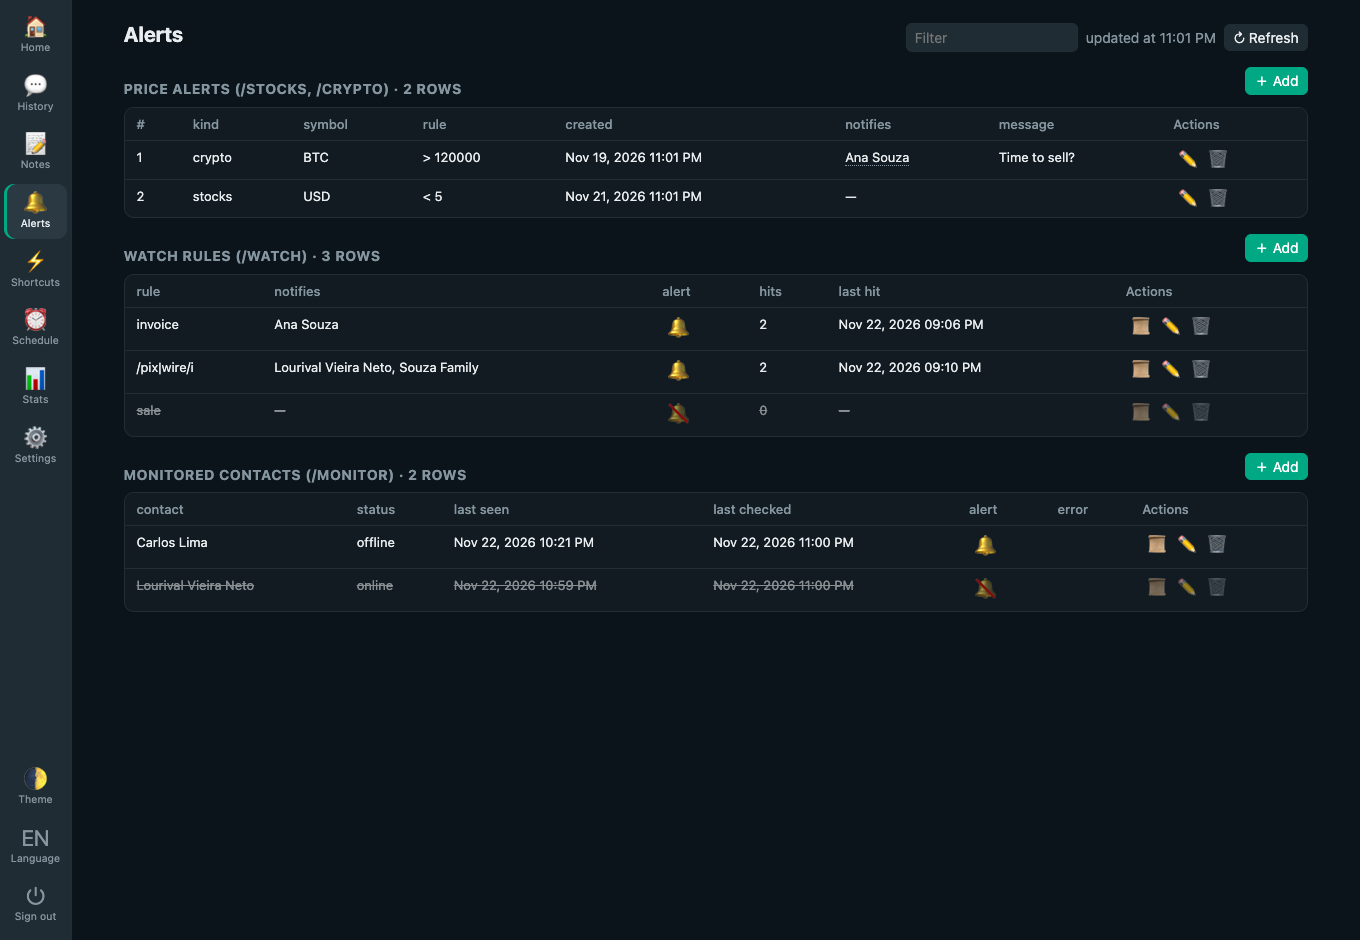 Home
History
Notes
Alerts
Shortcuts
Schedule
Stats
Settings
Theme
EN
Language
Sign out
Alerts
Filter
updated at 11:01 PM
Refresh
PRICE ALERTS (/STOCKS, /CRYPTO) · 2 ROWS
+ Add
# kind symbol rule created notifies message Actions
1 crypto BTC > 120000 Nov 19, 2026 11:01 PM Ana Souza Time to sell?
2 stocks USD < 5 Nov 21, 2026 11:01 PM —
WATCH RULES (/WATCH) · 3 ROWS
+ Add
rule notifies alert hits last hit Actions
invoice Ana Souza 2 Nov 22, 2026 09:06 PM
/pix|wire/i Lourival Vieira Neto, Souza Family 2 Nov 22, 2026 09:10 PM
sale — 0 —
MONITORED CONTACTS (/MONITOR) · 2 ROWS
+ Add
contact status last seen last checked alert error Actions
Carlos Lima offline Nov 22, 2026 10:21 PM Nov 22, 2026 11:00 PM
Lourival Vieira Neto online Nov 22, 2026 10:59 PM Nov 22, 2026 11:00 PM